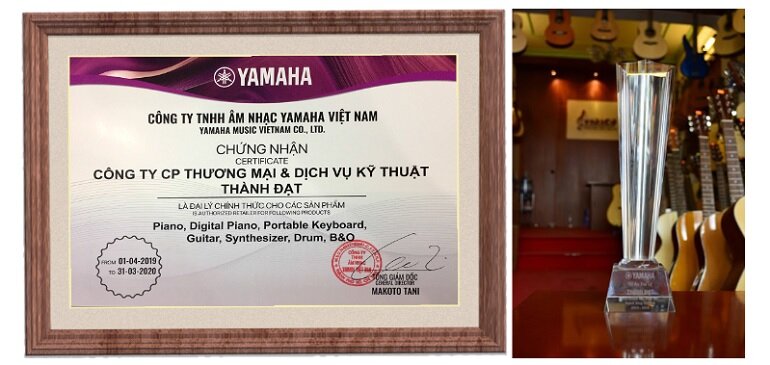 YAMAHA
CÔNG TY TNHH ÂM NHẠC YAMAHA VIỆT NAM
YAMAHA MUSIC VIETNAM CO., LTD.
CHỨNG NHẬN
CERTIFICATE
CÔNG TY CP THƯƠNG MẠI & DỊCH VỤ KỸ THUẬT
THÀNH ĐẠT
LÀ ĐẠI LÝ CHÍNH THỨC CHO CÁC SẢN PHẨM
IS AUTHORIZED RETAILER FOR FOLLOWING PRODUCTS
Piano, Digital Piano, Portable Keyboard,
Guitar, Synthesizer, Drum, B&O
FROM 01-04-2019
TO 31-03-2020
TỔNG GIÁM ĐỐC
GENERAL DIRECTOR
MAKOTO TANI
YAMAHA